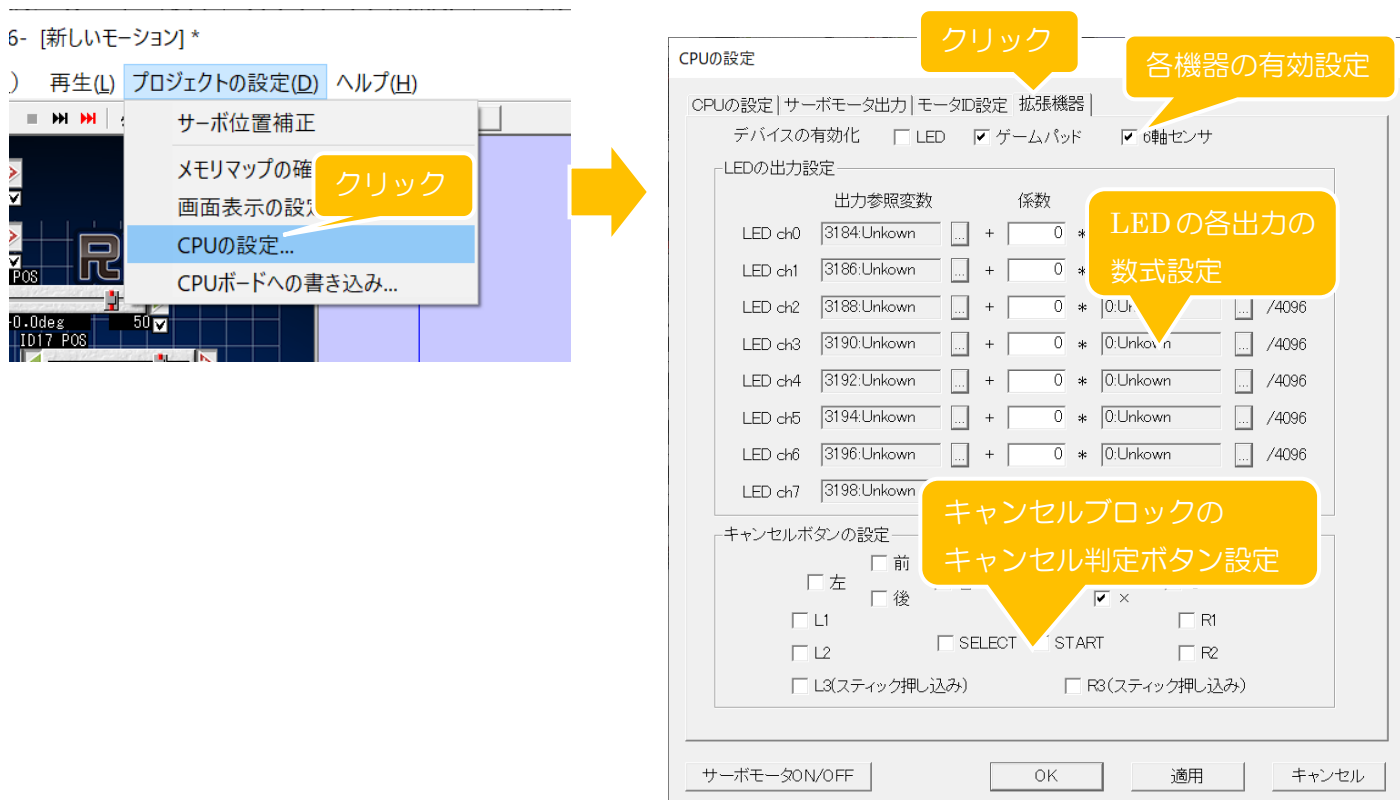 6- [新しいモーション] *
) 再生(L) プロジェクトの設定(D) ヘルプ(H)
サーボ位置補正
メモリマップの確
画面表示の設定
CPUの設定...
CPUボードへの書き込み...
クリック
R
POS
0.0deg 50
ID17 POS
クリック
各機器の有効設定
CPUの設定
CPUの設定 サーボモータ出力 モータID設定 拡張機器
デバイスの有効化 LED ゲームパッド 6軸センサ
LEDの出力設定
出力参照変数 係数
LED ch0 3184:Unkown ... + 0 *
LED ch1 3186:Unkown ... + 0 *
LED ch2 3188:Unkown ... + 0 * 0:Un ... /4096
LED ch3 3190:Unkown ... + 0 * 0:Unkown ... /4096
LED ch4 3192:Unkown ... + 0 * 0:Unkown ... /4096
LED ch5 3194:Unkown ... + 0 * 0:Unkown ... /4096
LED ch6 3196:Unkown ... + 0 * 0:Unkown ... /4096
LED ch7 3198:Unkown
LEDの各出力の
数式設定
キャンセルブロックの
キャンセル判定ボタン設定
キャンセルボタンの設定
前
左
後 ×
L1 R1
SELECT START
L2 R2
L3(スティック押し込み) R3(スティック押し込み)
サーボモータON/OFF OK 適用 キャンセル